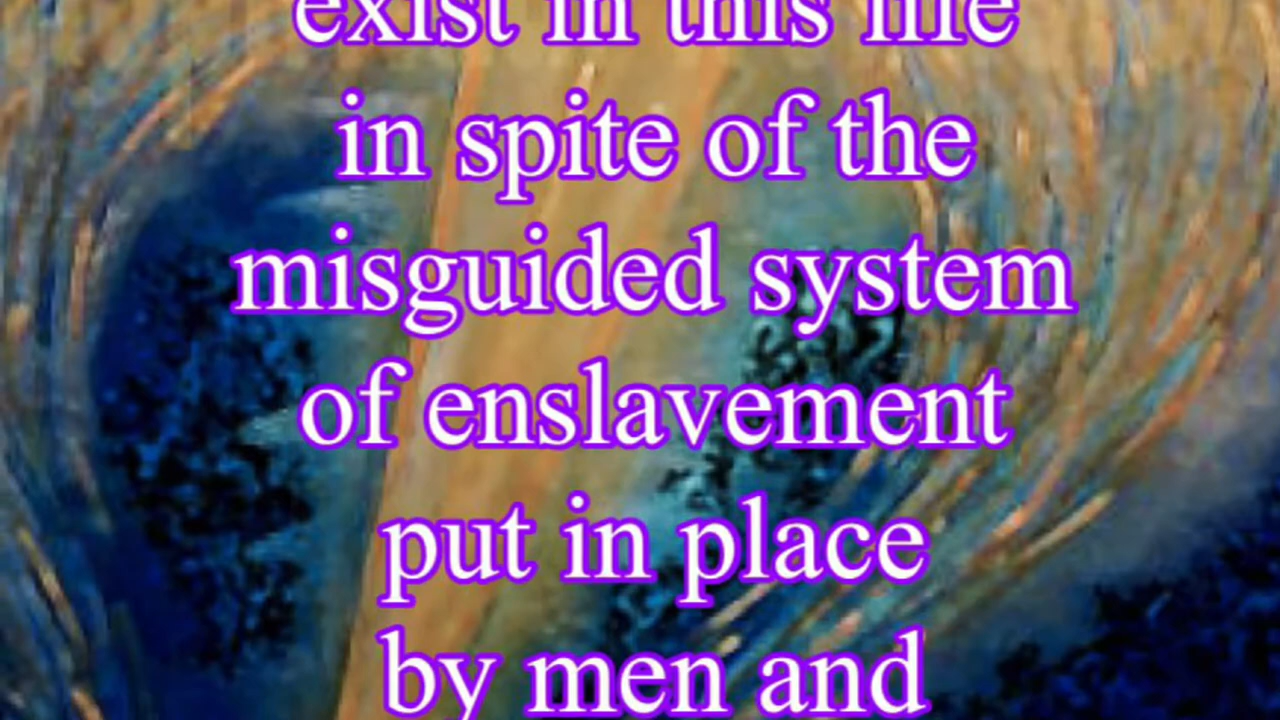 exist in this life
in spite of the
misguided system
of enslavement
put in place
by men and